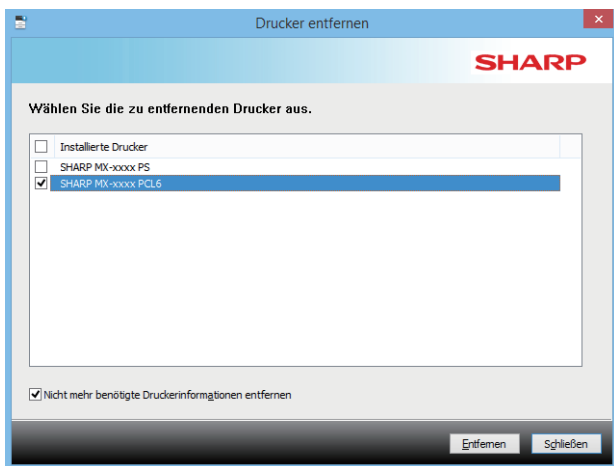 Drucker entfernen
SHARP
Wählen Sie die zu entfernenden Drucker aus.
Installierte Drucker
SHARP MX-xxxx PS
SHARP MX-xxxx PCL6
Nicht mehr benötigte Druckerinformationen entfernen
Entfernen
Schließen